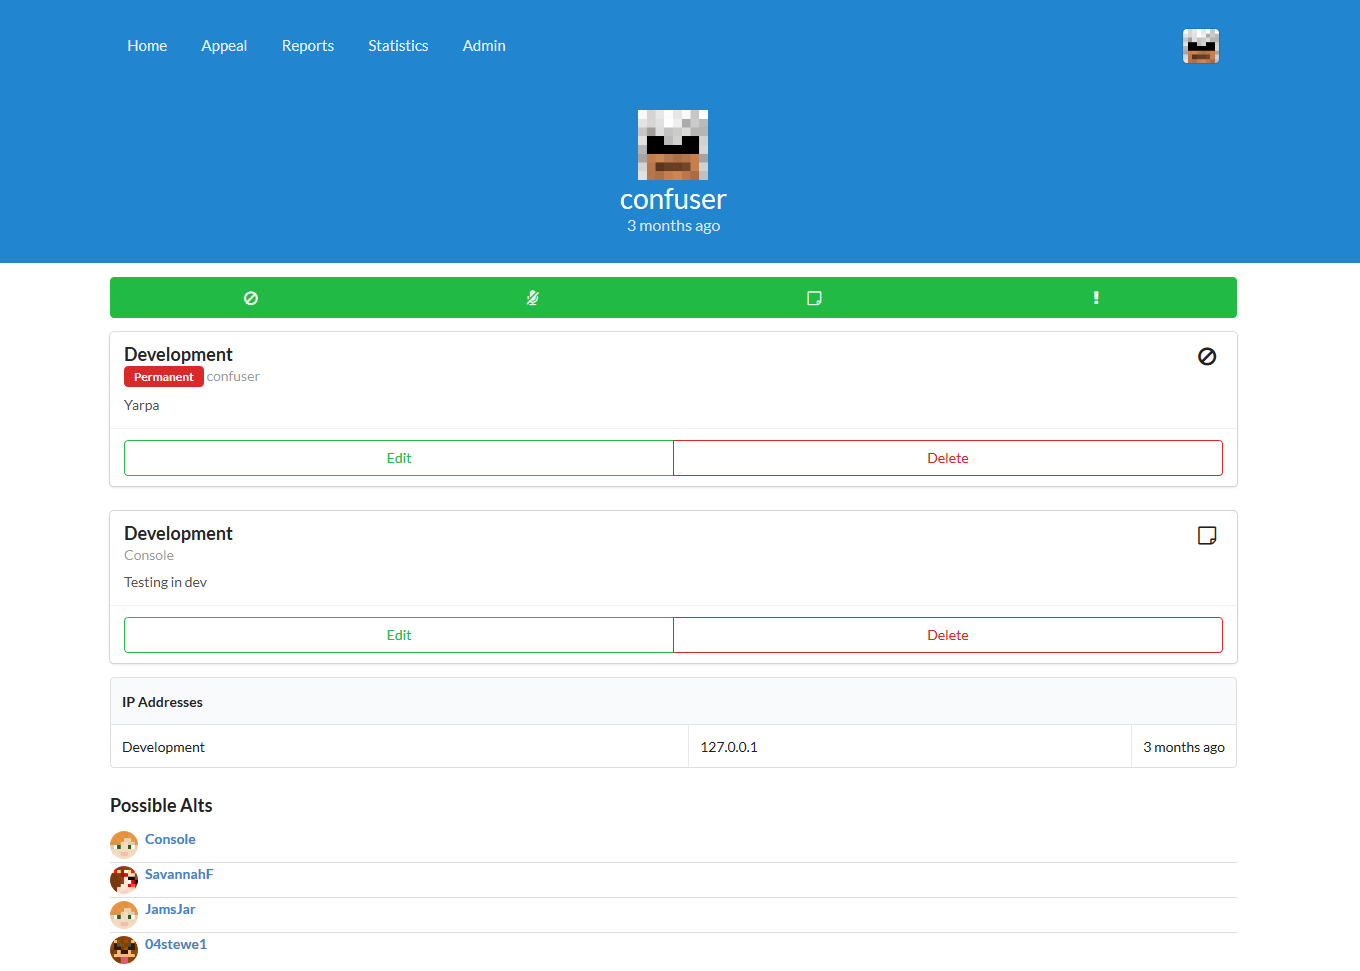 Home Appeal Reports Statistics Admin
confuser
3 months ago
Development
Permanent confuser
Yarpa
Edit Delete
Development
Console
Testing in dev
Edit Delete
IP Addresses
Development 127.0.0.1 3 months ago
Possible Alts
Console
SavannahF
JamsJar
04stewe1